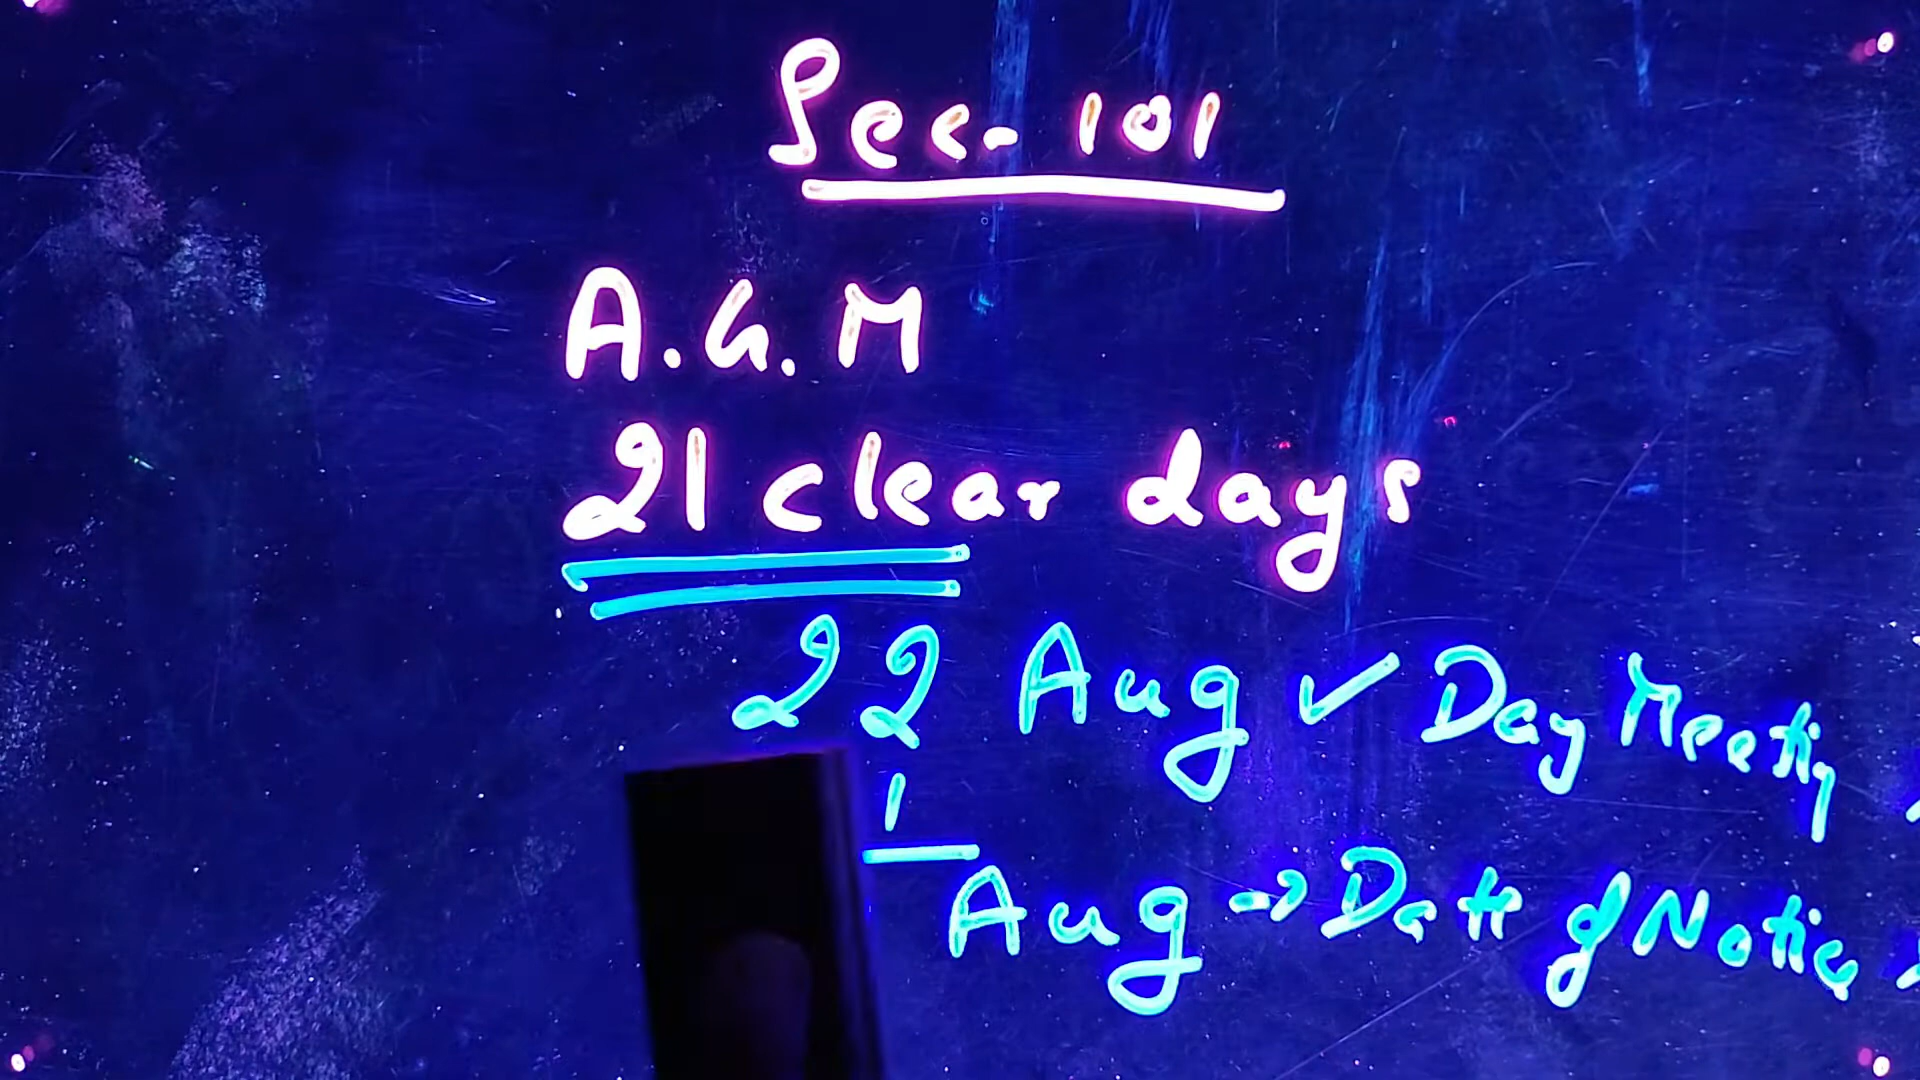 Sec- 101
A.G.M
21 clear days
22 Aug ✓ Day Meeting
1
Aug → Date of Notice